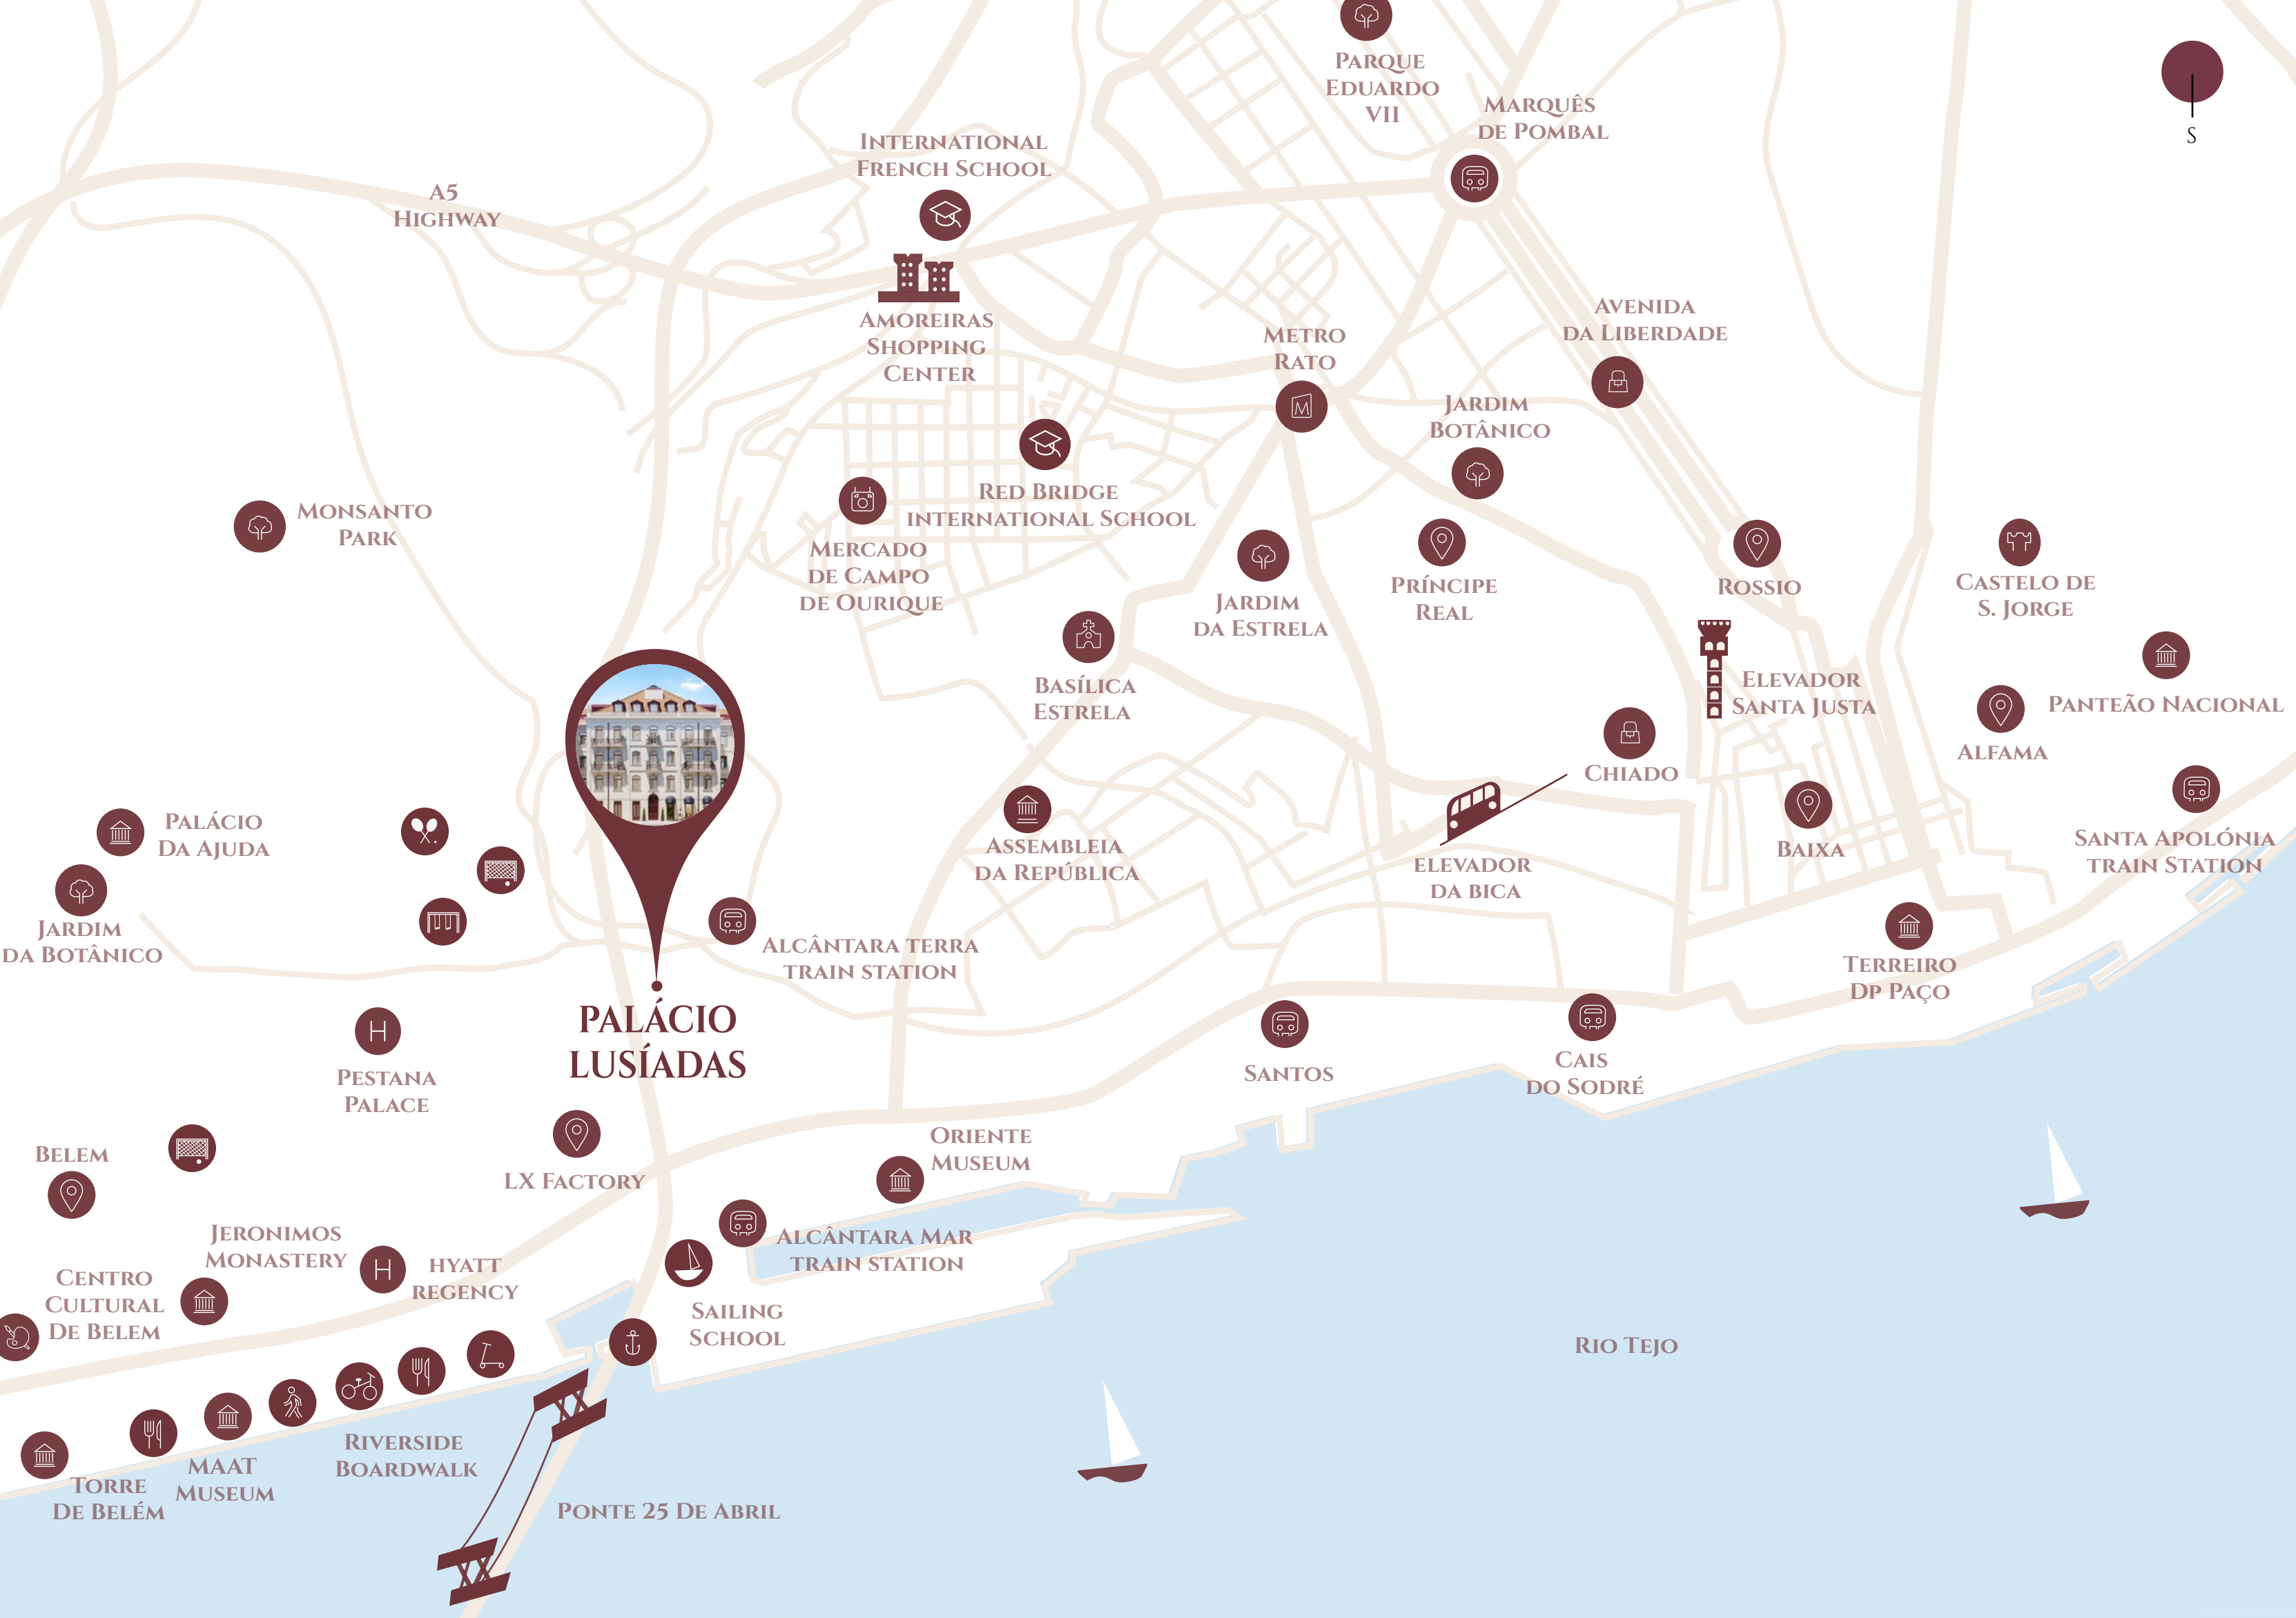 PARQUE
EDUARDO
VII
MARQUÊS
DE POMBAL
S
INTERNATIONAL
FRENCH SCHOOL
A5
HIGHWAY
AMOREIRAS
SHOPPING
CENTER
METRO
RATO
AVENIDA
DA LIBERDADE
JARDIM
BOTÂNICO
MONSANTO
PARK
RED BRIDGE
INTERNATIONAL SCHOOL
MERCADO
DE CAMPO
DE OURIQUE
JARDIM
DA ESTRELA
PRÍNCIPE
REAL
ROSSIO
CASTELO DE
S. JORGE
BASÍLICA
ESTRELA
ELEVADOR
SANTA JUSTA
PANTEÃO NACIONAL
ALFAMA
CHIADO
PALÁCIO
DA AJUDA
ASSEMBLEIA
DA REPÚBLICA
ELEVADOR
DA BICA
BAIXA
SANTA APOLÓNIA
TRAIN STATION
JARDIM
DA BOTÂNICO
ALCÂNTARA TERRA
TRAIN STATION
TERREIRO
DP PAÇO
PALÁCIO
LUSÍADAS
PESTANA
PALACE
SANTOS
CAIS
DO SODRÉ
BELEM
LX FACTORY
ORIENTE
MUSEUM
JERONIMOS
MONASTERY
HYATT
REGENCY
ALCÂNTARA MAR
TRAIN STATION
CENTRO
CULTURAL
DE BELEM
SAILING
SCHOOL
RIO TEJO
RIVERSIDE
BOARDWALK
MAAT
MUSEUM
TORRE
DE BELÉM
PONTE 25 DE ABRIL
M
H
H